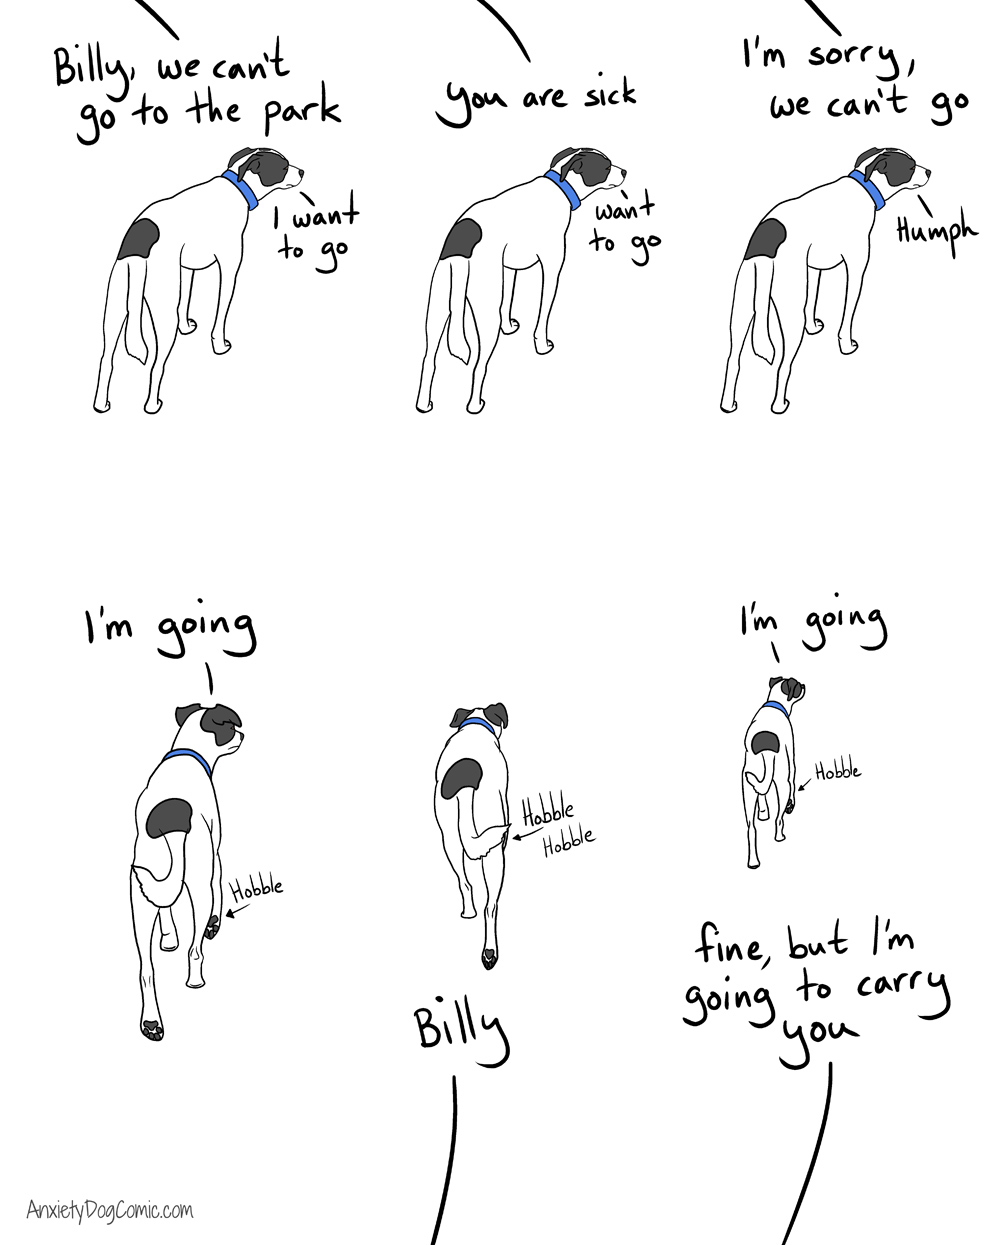 Billy, we can't
go to the park
I want
to go
you are sick
want
to go
I'm sorry,
we can't go
Humph
I'm going
Hobble
Hobble
Hobble
Billy
I'm going
Hobble
fine, but I'm
going to carry
you
AnxietyDogComic.com